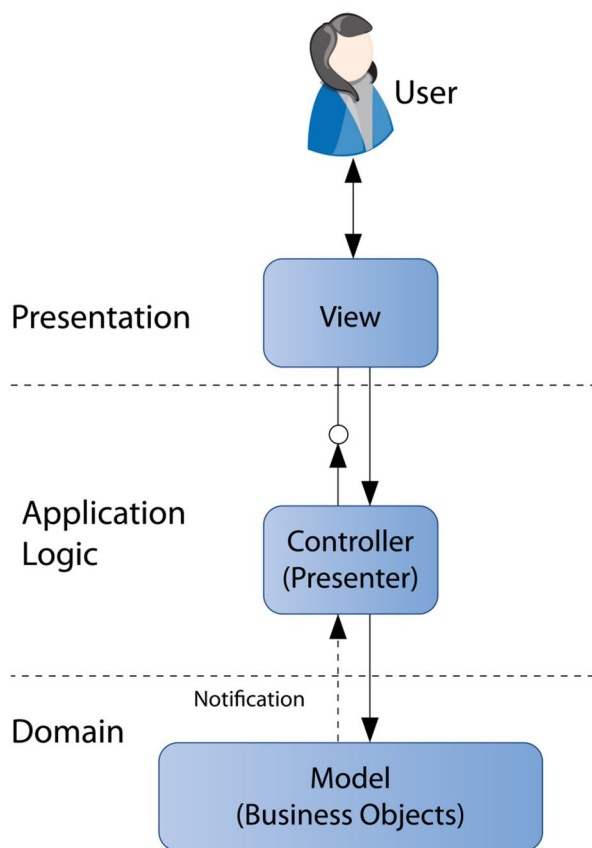 User
Presentation
View
Application
Logic
Controller
(Presenter)
Notification
Domain
Model
(Business Objects)